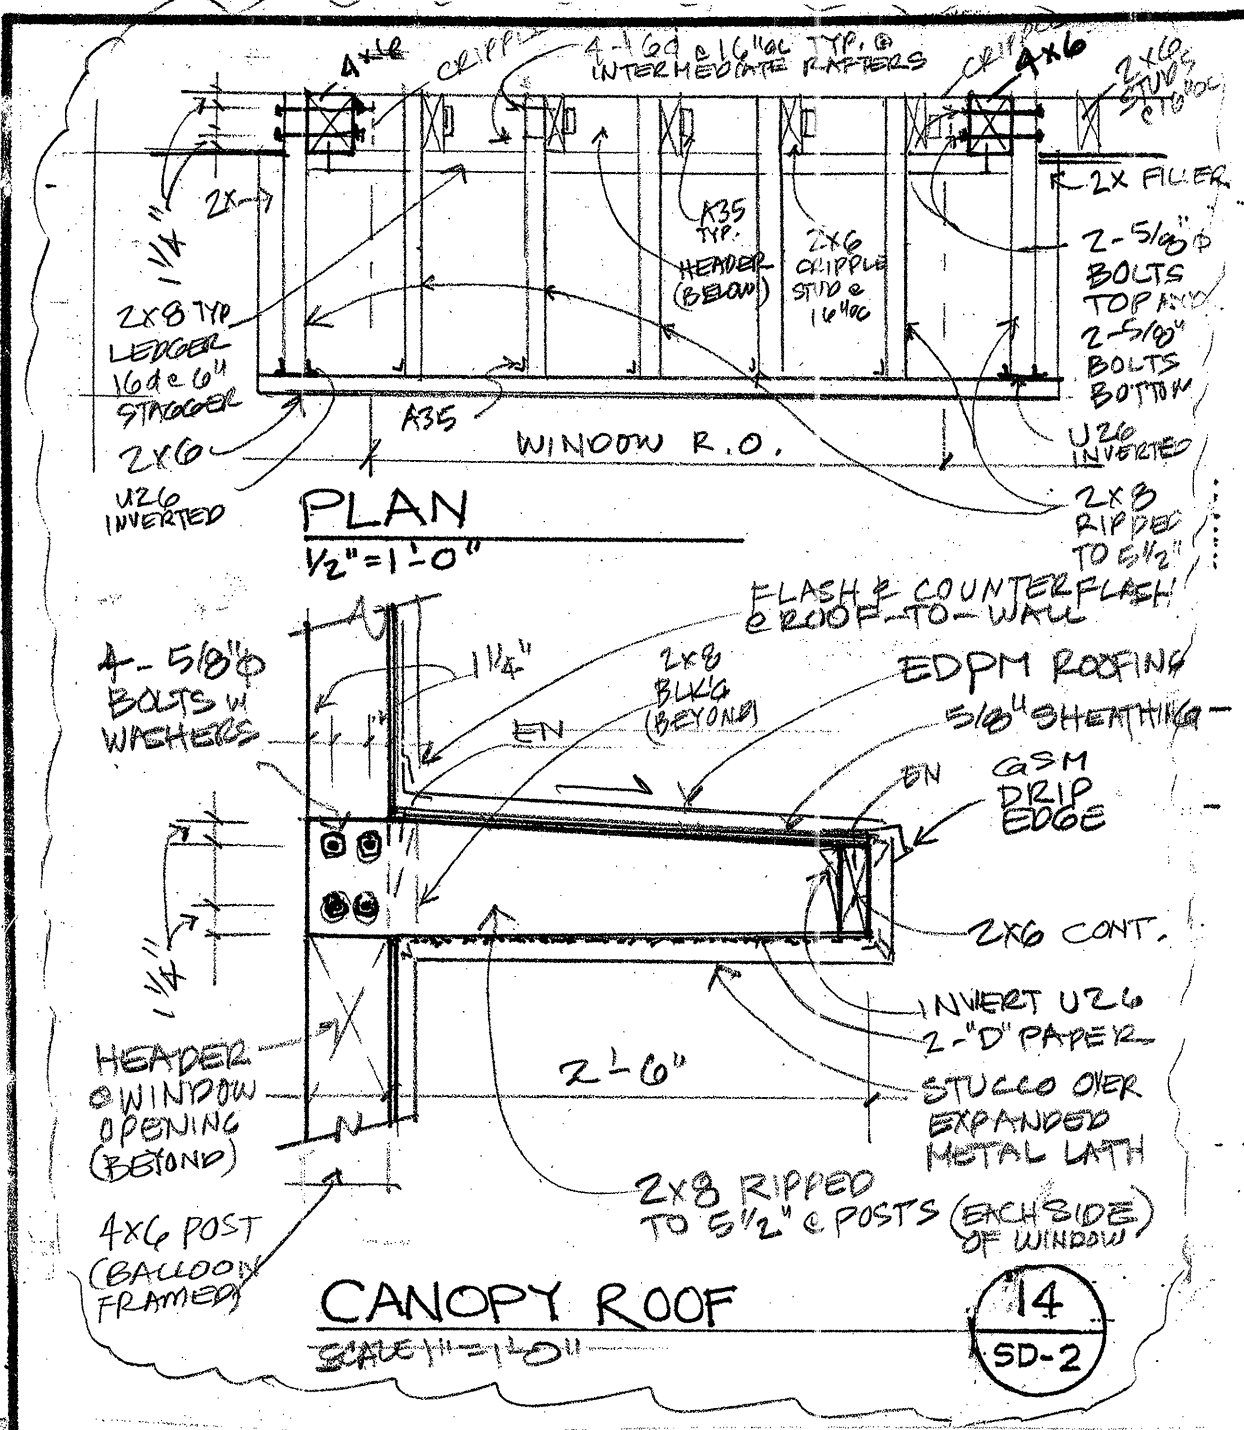 4x6
CRIPPLE
4-16d @ 16"oc TYP. @
INTERMEDIATE RAFTERS
CRIPPLE
4x6
2x6
STUDS
@ 16"OC
2X
1 1/4"
2X FILLER
A35
TYP.
HEADER
(BELOW)
2X6
CRIPPLE
STUD @
16"oc
2-5/8"φ
BOLTS
TOP AND
2-5/8"
BOLTS
BOTTOM
2X8 TYP
LEDGER
16d @ 6"
STAGGER
2X6
U26
INVERTED
A35
WINDOW R.O.
U26
INVERTED
2X8
RIPPED
TO 5 1/2"
PLAN
1/2"=1'-0"
FLASH & COUNTER FLASH
@ ROOF-TO-WALL
4-5/8"φ
BOLTS W/
WASHERS
1 1/4"
2x8
BLK'G
(BEYOND)
EDPM ROOFING
5/8" SHEATHING
EN
EN
GSM
DRIP
EDGE
1 1/4"
2X6 CONT.
INVERT U26
2-"D" PAPER
STUCCO OVER
EXPANDED
METAL LATH
HEADER
@ WINDOW
OPENING
(BEYOND)
2'-6"
2x8 RIPPED
TO 5 1/2" @ POSTS (EACH SIDE
OF WINDOW)
4X6 POST
(BALLOON
FRAMED)
CANOPY ROOF
SCALE 1"=1'-0"
14
SD-2